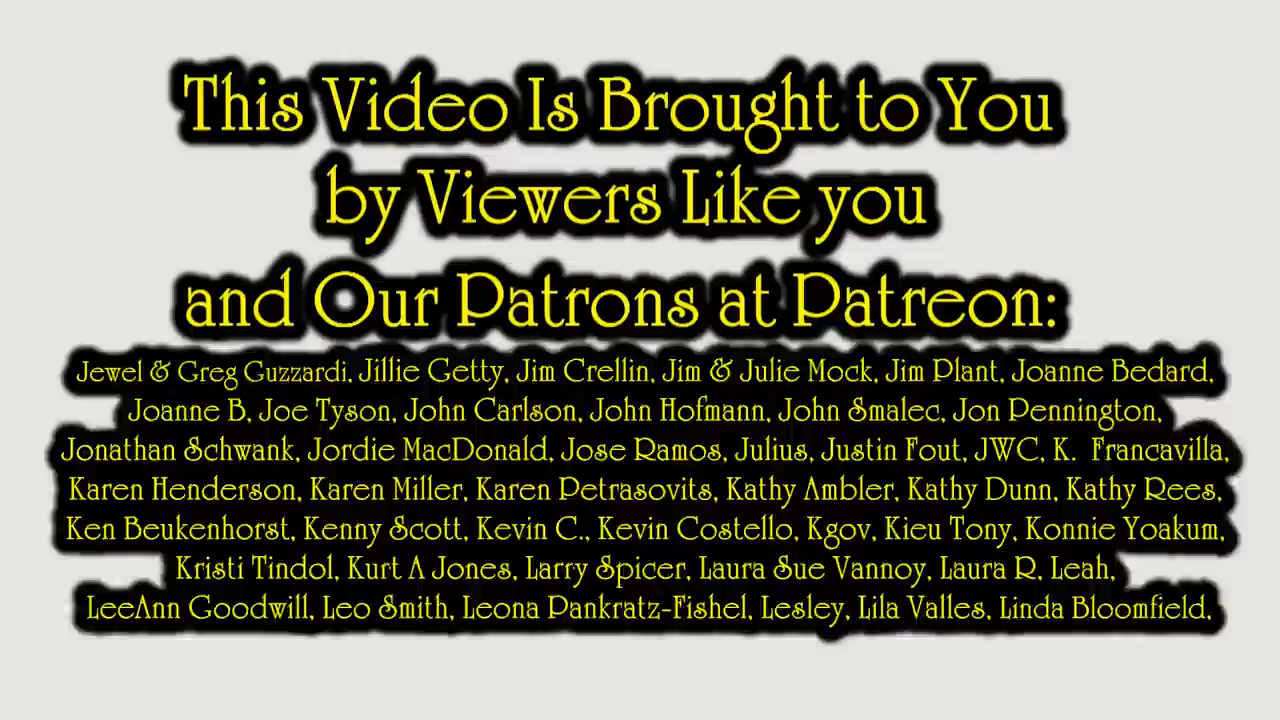 This Video Is Brought to You
by Viewers Like you
and Our Patrons at Patreon:
Jewel & Greg Guzzardi, Jillie Getty, Jim Crellin, Jim & Julie Mock, Jim Plant, Joanne Bedard,
Joanne B, Joe Tyson, John Carlson, John Hofmann, John Smalec, Jon Pennington,
Jonathan Schwank, Jordie MacDonald, Jose Ramos, Julius, Justin Fout, JWC, K. Francavilla,
Karen Henderson, Karen Miller, Karen Petrasovits, Kathy Ambler, Kathy Dunn, Kathy Rees,
Ken Beukenhorst, Kenny Scott, Kevin C., Kevin Costello, Kgov, Kieu Tony, Konnie Yoakum,
Kristi Tindol, Kurt A Jones, Larry Spicer, Laura Sue Vannoy, Laura R, Leah,
LeeAnn Goodwill, Leo Smith, Leona Pankratz-Fishel, Lesley, Lila Valles, Linda Bloomfield,